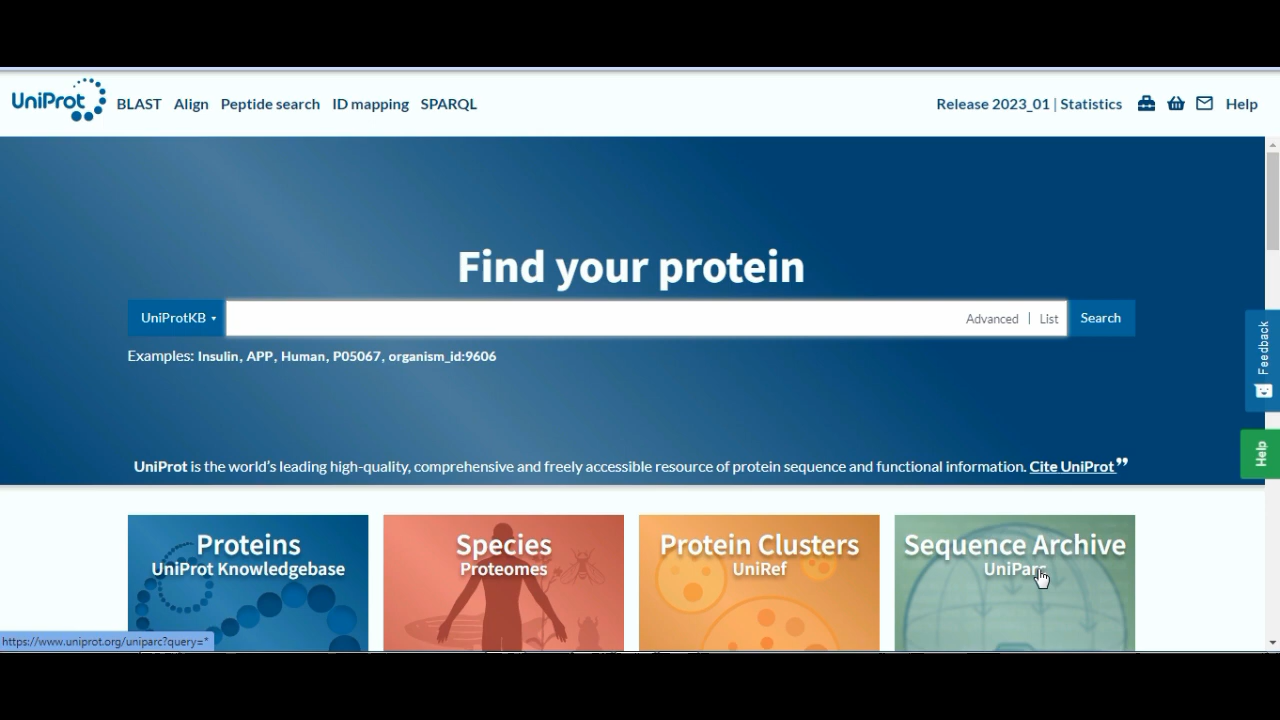 UniProt BLAST Align Peptide search ID mapping SPARQL Release 2023_01 | Statistics Help
Find your protein
UniProtKB Advanced | List Search
Examples: Insulin, APP, Human, P05067, organism_id:9606
Feedback
Help
UniProt is the world's leading high-quality, comprehensive and freely accessible resource of protein sequence and functional information. Cite UniProt”
Proteins Species Protein Clusters Sequence Archive
UniProt Knowledgebase Proteomes UniRef UniParc
https://www.uniprot.org/uniparc?query=*